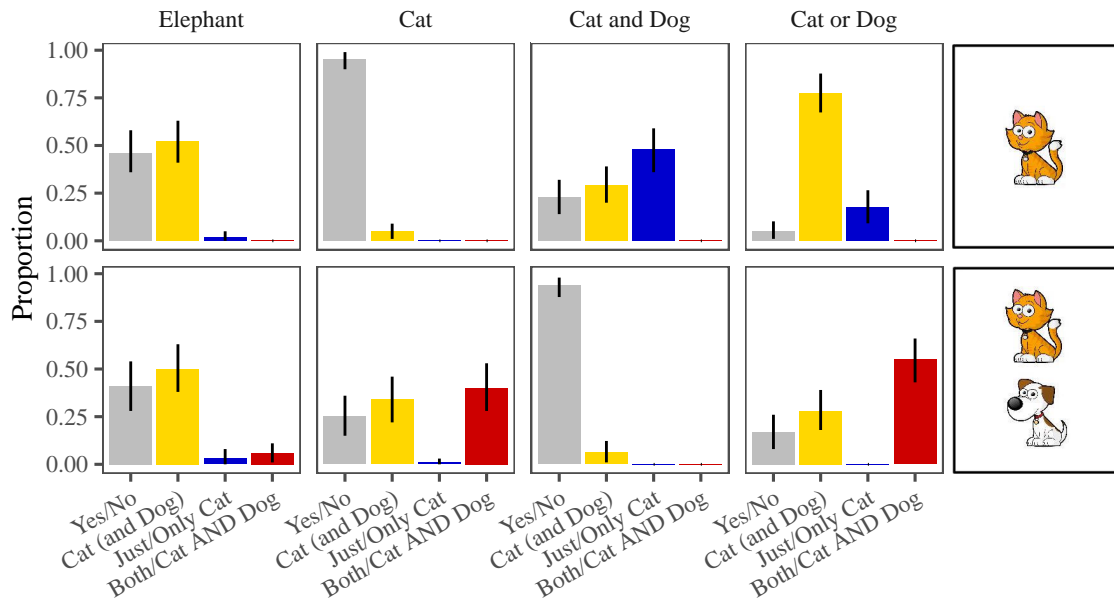 Elephant Cat Cat and Dog Cat or Dog
Proportion
1.00
0.75
0.50
0.25
0.00
1.00
0.75
0.50
0.25
0.00
Yes/No
Cat (and Dog)
Just/Only Cat
Both/Cat AND Dog
Yes/No
Cat (and Dog)
Just/Only Cat
Both/Cat AND Dog
Yes/No
Cat (and Dog)
Just/Only Cat
Both/Cat AND Dog
Yes/No
Cat (and Dog)
Just/Only Cat
Both/Cat AND Dog